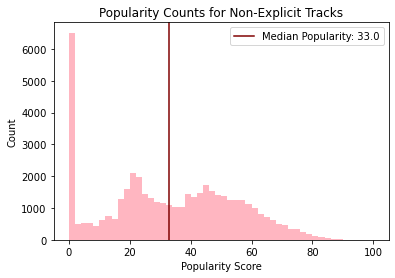 Popularity Counts for Non-Explicit Tracks
Median Popularity: 33.0
6000
5000
4000
3000
2000
1000
0
Count
0 20 40 60 80 100
Popularity Score